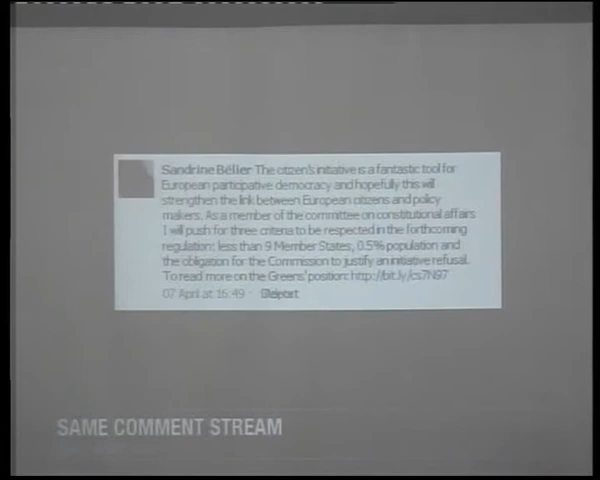 Sandrine Bélier The citizen's initiative is a fantastic tool for
European participative democracy and hopefully this will
strengthen the link between European citizens and policy
makers. As a member of the committee on constitutional affairs
I will push for three criteria to be respected in the forthcoming
regulation: less than 9 Member States, 0.5% population and
the obligation for the Commission to justify an initiative refusal.
To read more on the Greens' position: http://bit.ly/cs7N97
07 April at 16:49 ·
SAME COMMENT STREAM